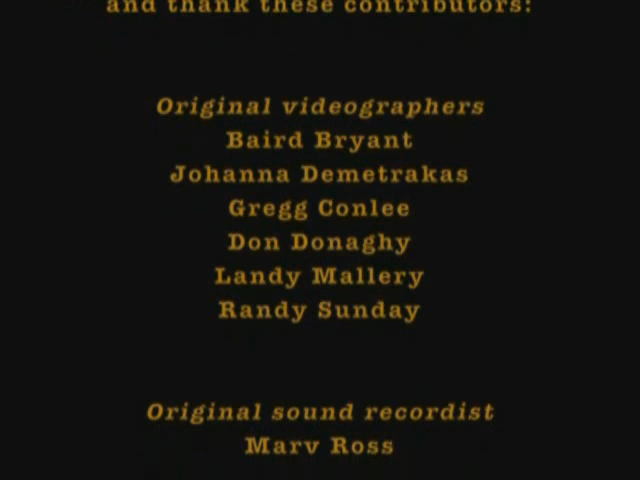 and thank these contributors:
Original videographers
Baird Bryant
Johanna Demetrakas
Gregg Conlee
Don Donaghy
Landy Mallery
Randy Sunday
Original sound recordist
Marv Ross